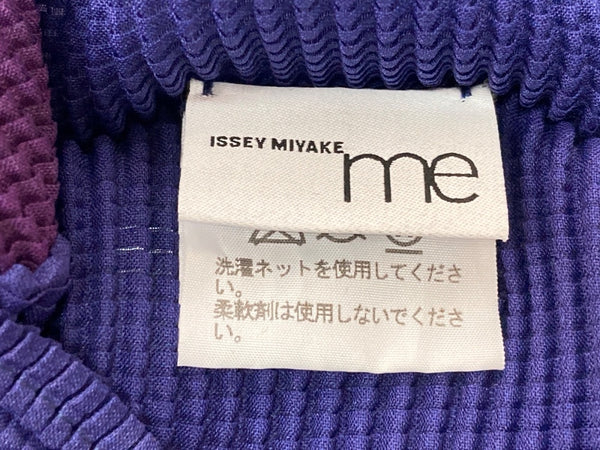 ISSEY MIYAKE
me
洗濯ネットを使用してくださ
い。
柔軟剤は使用しないでくださ
い。